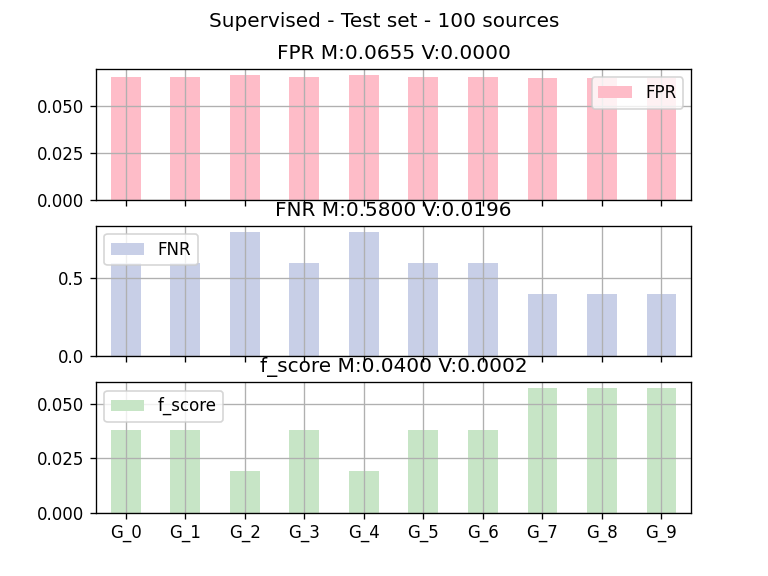 Supervised - Test set - 100 sources
FPR M:0.0655 V:0.0000
0.050
0.025
0.000
FPR
FNR M:0.5800 V:0.0196
0.5
0.0
FNR
f_score M:0.0400 V:0.0002
0.050
0.025
0.000
f_score
G_0 G_1 G_2 G_3 G_4 G_5 G_6 G_7 G_8 G_9